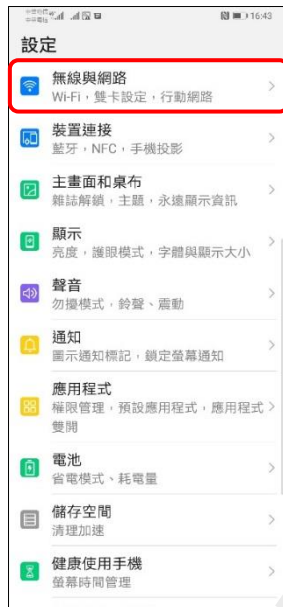 16:43
設定
無線與網路
Wi-Fi，雙卡設定，行動網路
裝置連接
藍牙，NFC，手機投影
主畫面和桌布
雜誌解鎖，主題，永遠顯示資訊
顯示
亮度，護眼模式，字體與顯示大小
聲音
勿擾模式，鈴聲、震動
通知
圖示通知標記，鎖定螢幕通知
應用程式
權限管理，預設應用程式，應用程式
雙開
電池
省電模式、耗電量
儲存空間
清理加速
健康使用手機
螢幕時間管理